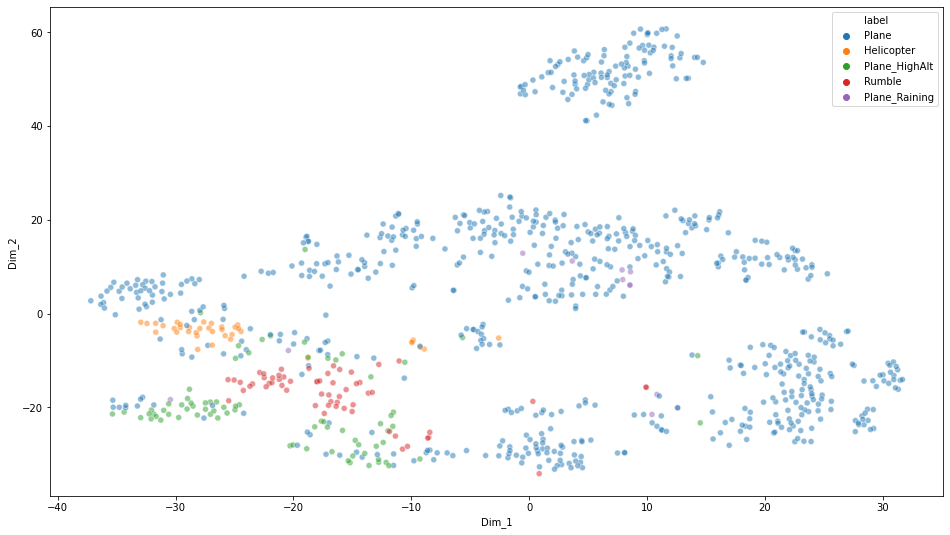 label
Plane
Helicopter
Plane_HighAlt
Rumble
Plane_Raining
60
40
20
0
−20
Dim_2
−40
−30
−20
−10
0
10
20
30
Dim_1